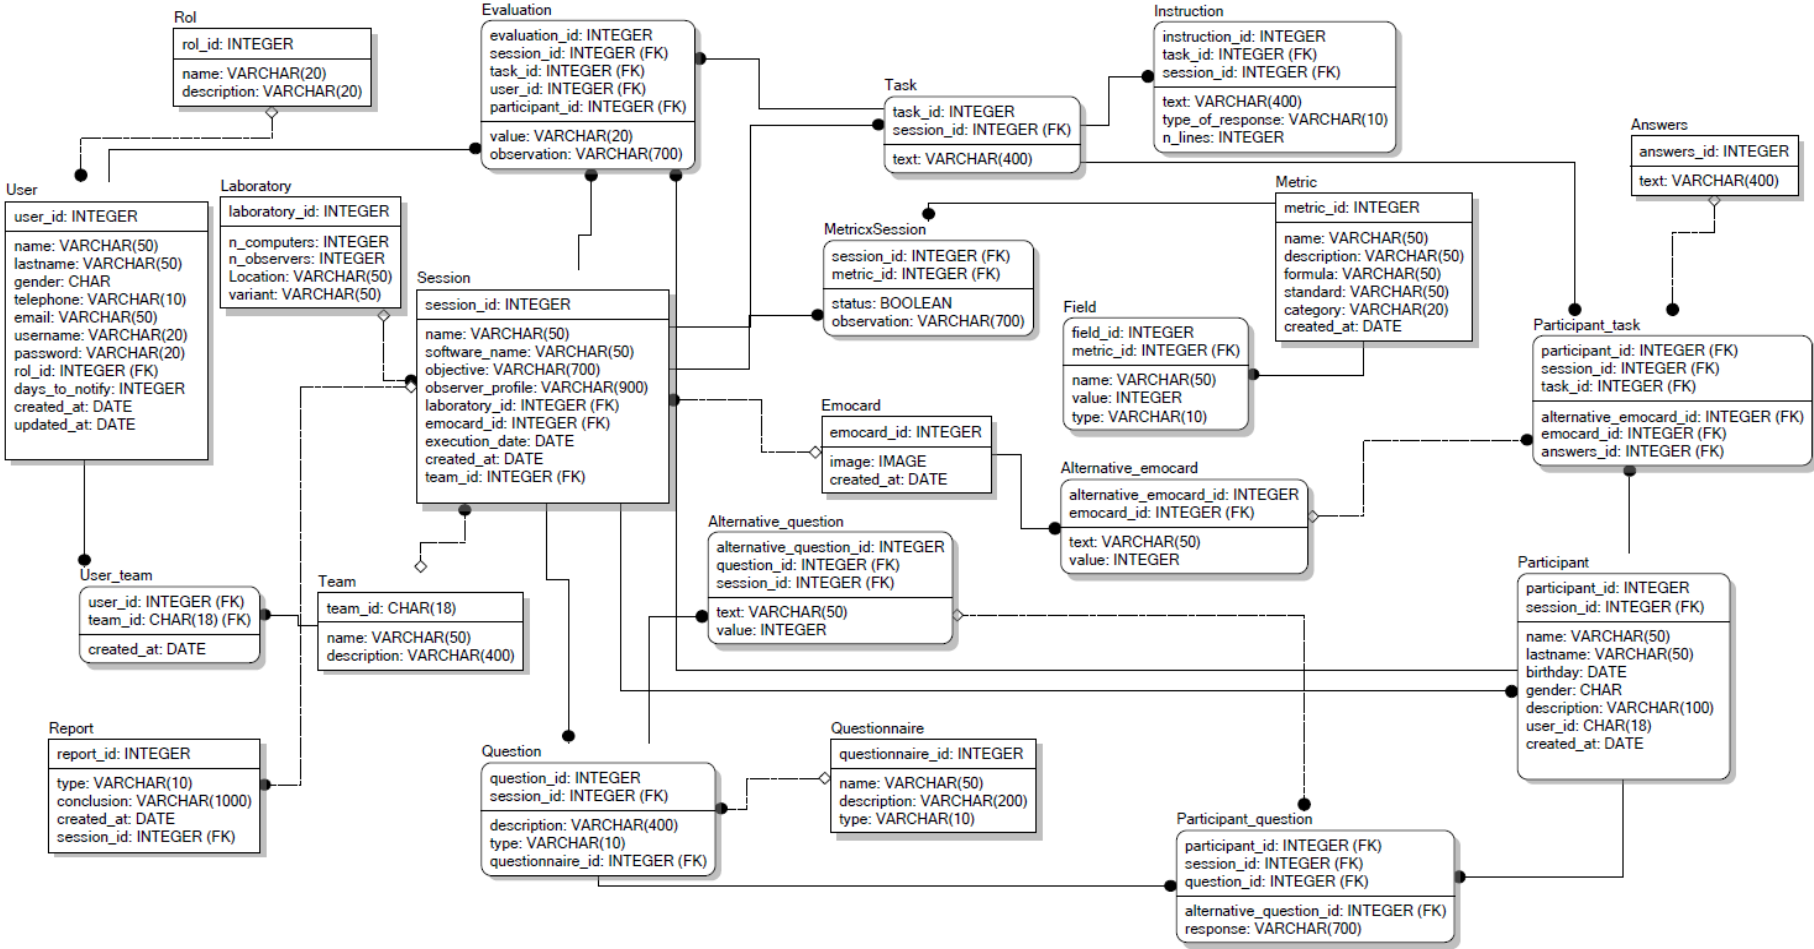 Rol
rol_id: INTEGER
name: VARCHAR(20)
description: VARCHAR(20)
Evaluation
evaluation_id: INTEGER
session_id: INTEGER (FK)
task_id: INTEGER (FK)
user_id: INTEGER (FK)
participant_id: INTEGER (FK)
value: VARCHAR(20)
observation: VARCHAR(700)
Instruction
instruction_id: INTEGER
task_id: INTEGER (FK)
session_id: INTEGER (FK)
text: VARCHAR(400)
type_of_response: VARCHAR(10)
n_lines: INTEGER
Task
task_id: INTEGER
session_id: INTEGER (FK)
text: VARCHAR(400)
Answers
answers_id: INTEGER
text: VARCHAR(400)
User
user_id: INTEGER
name: VARCHAR(50)
lastname: VARCHAR(50)
gender: CHAR
telephone: VARCHAR(10)
email: VARCHAR(50)
username: VARCHAR(20)
password: VARCHAR(20)
rol_id: INTEGER (FK)
days_to_notify: INTEGER
created_at: DATE
updated_at: DATE
Laboratory
laboratory_id: INTEGER
n_computers: INTEGER
n_observers: INTEGER
Location: VARCHAR(50)
variant: VARCHAR(50)
Metric
metric_id: INTEGER
name: VARCHAR(50)
description: VARCHAR(50)
formula: VARCHAR(50)
standard: VARCHAR(50)
category: VARCHAR(20)
created_at: DATE
MetricxSession
session_id: INTEGER (FK)
metric_id: INTEGER (FK)
status: BOOLEAN
observation: VARCHAR(700)
Session
session_id: INTEGER
name: VARCHAR(50)
software_name: VARCHAR(50)
objective: VARCHAR(700)
observer_profile: VARCHAR(900)
laboratory_id: INTEGER (FK)
emocard_id: INTEGER (FK)
execution_date: DATE
created_at: DATE
team_id: INTEGER (FK)
Field
field_id: INTEGER
metric_id: INTEGER (FK)
name: VARCHAR(50)
value: INTEGER
type: VARCHAR(10)
Participant_task
participant_id: INTEGER (FK)
session_id: INTEGER (FK)
task_id: INTEGER (FK)
alternative_emocard_id: INTEGER (FK)
emocard_id: INTEGER (FK)
answers_id: INTEGER (FK)
Emocard
emocard_id: INTEGER
image: IMAGE
created_at: DATE
Alternative_emocard
alternative_emocard_id: INTEGER
emocard_id: INTEGER (FK)
text: VARCHAR(50)
value: INTEGER
Alternative_question
alternative_question_id: INTEGER
question_id: INTEGER (FK)
session_id: INTEGER (FK)
text: VARCHAR(50)
value: INTEGER
Participant
participant_id: INTEGER
session_id: INTEGER (FK)
name: VARCHAR(50)
lastname: VARCHAR(50)
birthday: DATE
gender: CHAR
description: VARCHAR(100)
user_id: CHAR(18)
created_at: DATE
User_team
user_id: INTEGER (FK)
team_id: CHAR(18) (FK)
created_at: DATE
Team
team_id: CHAR(18)
name: VARCHAR(50)
description: VARCHAR(400)
Report
report_id: INTEGER
type: VARCHAR(10)
conclusion: VARCHAR(1000)
created_at: DATE
session_id: INTEGER (FK)
Question
question_id: INTEGER
session_id: INTEGER (FK)
description: VARCHAR(400)
type: VARCHAR(10)
questionnaire_id: INTEGER (FK)
Questionnaire
questionnaire_id: INTEGER
name: VARCHAR(50)
description: VARCHAR(200)
type: VARCHAR(10)
Participant_question
participant_id: INTEGER (FK)
session_id: INTEGER (FK)
question_id: INTEGER (FK)
alternative_question_id: INTEGER (FK)
response: VARCHAR(700)